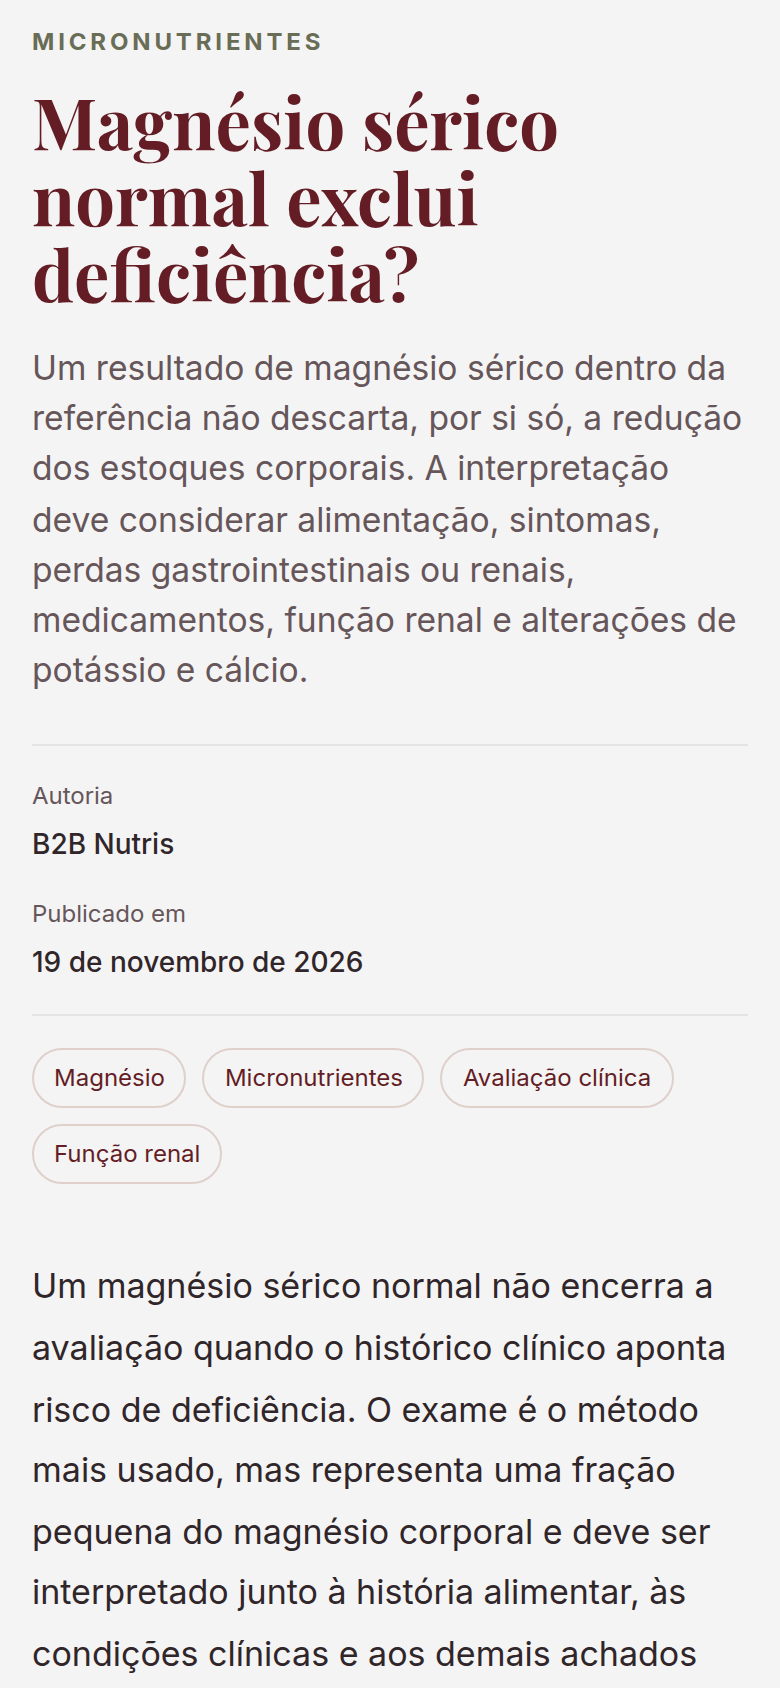 MICRONUTRIENTES
Magnésio sérico
normal exclui
deficiência?
Um resultado de magnésio sérico dentro da
referência não descarta, por si só, a redução
dos estoques corporais. A interpretação
deve considerar alimentação, sintomas,
perdas gastrointestinais ou renais,
medicamentos, função renal e alterações de
potássio e cálcio.
Autoria
B2B Nutris
Publicado em
19 de novembro de 2026
Magnésio
Micronutrientes
Avaliação clínica
Função renal
Um magnésio sérico normal não encerra a
avaliação quando o histórico clínico aponta
risco de deficiência. O exame é o método
mais usado, mas representa uma fração
pequena do magnésio corporal e deve ser
interpretado junto à história alimentar, às
condições clínicas e aos demais achados